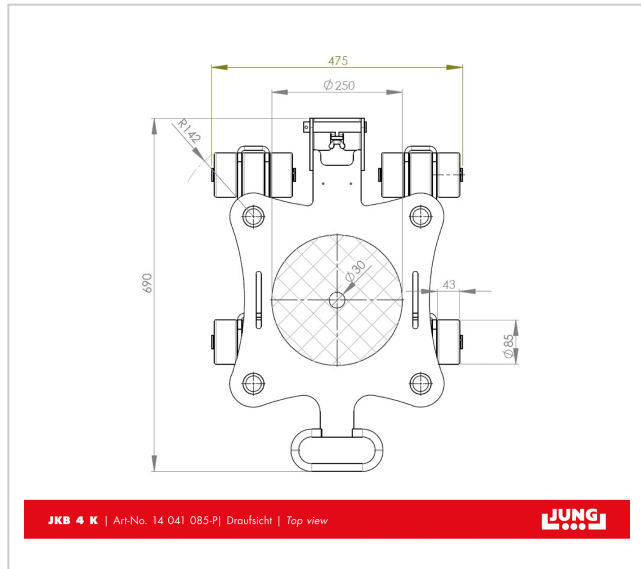 475
Ø250
R142
690
Ø30
43
Ø85
JKB 4 K | Art-No. 14 041 085-P| Draufsicht | Top view
JUNG